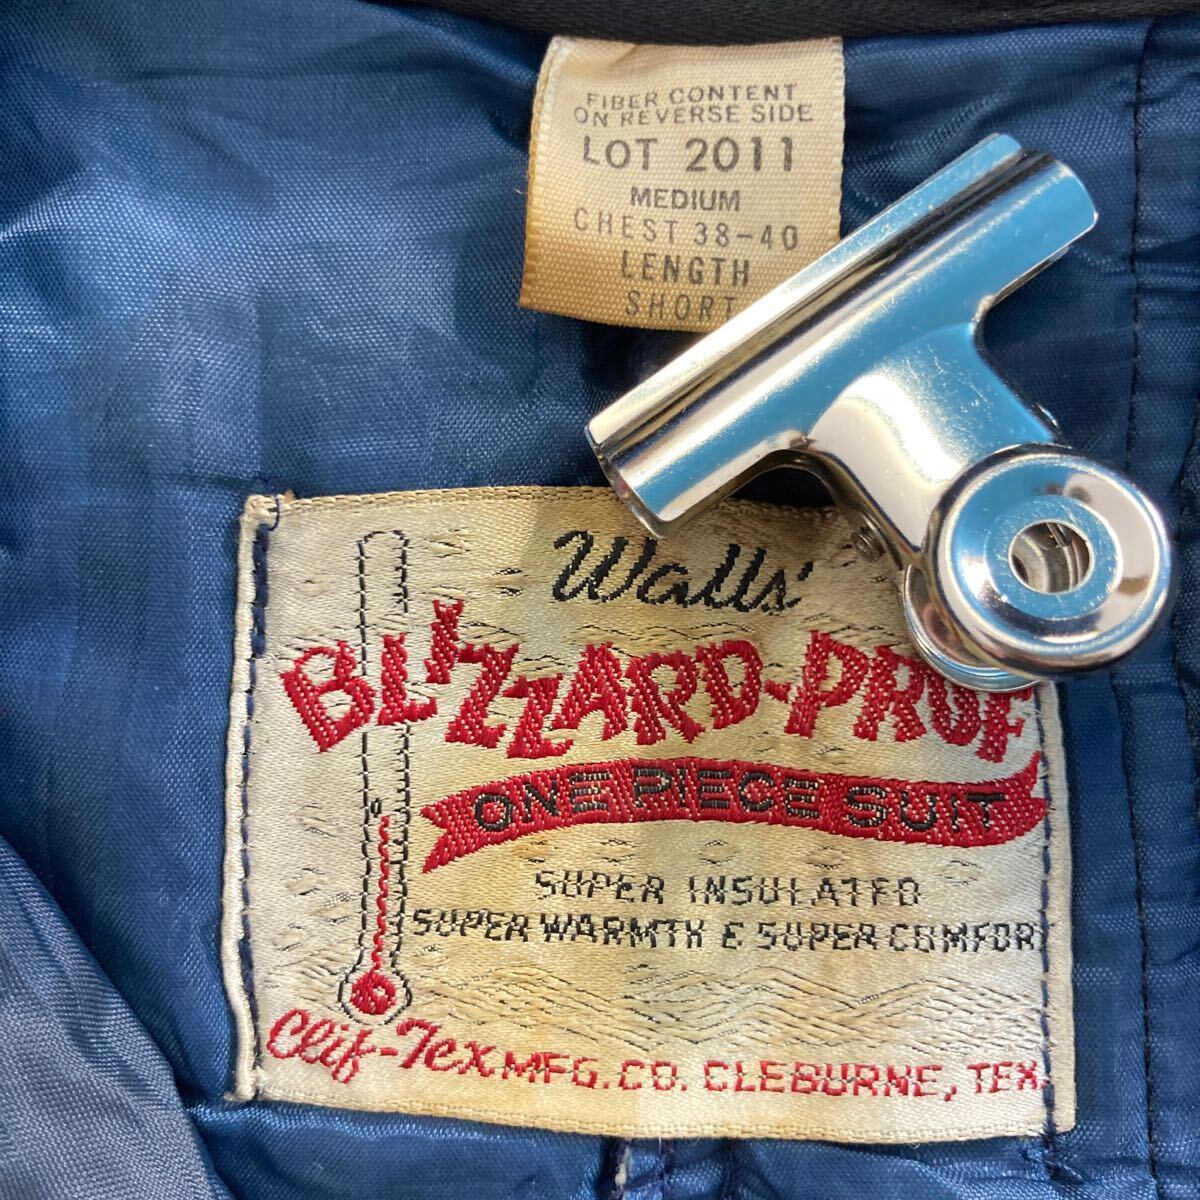 FIBER CONTENT
ON REVERSE SIDE
LOT 2011
MEDIUM
CHEST 38-40
LENGTH
SHORT
Walls'
BLIZZARD-PRUF
ONE PIECE SUIT
SUPER INSULATED
SUPER WARMTH & SUPER COMFORT
Clif-Tex MFG. CO. CLEBURNE, TEX.